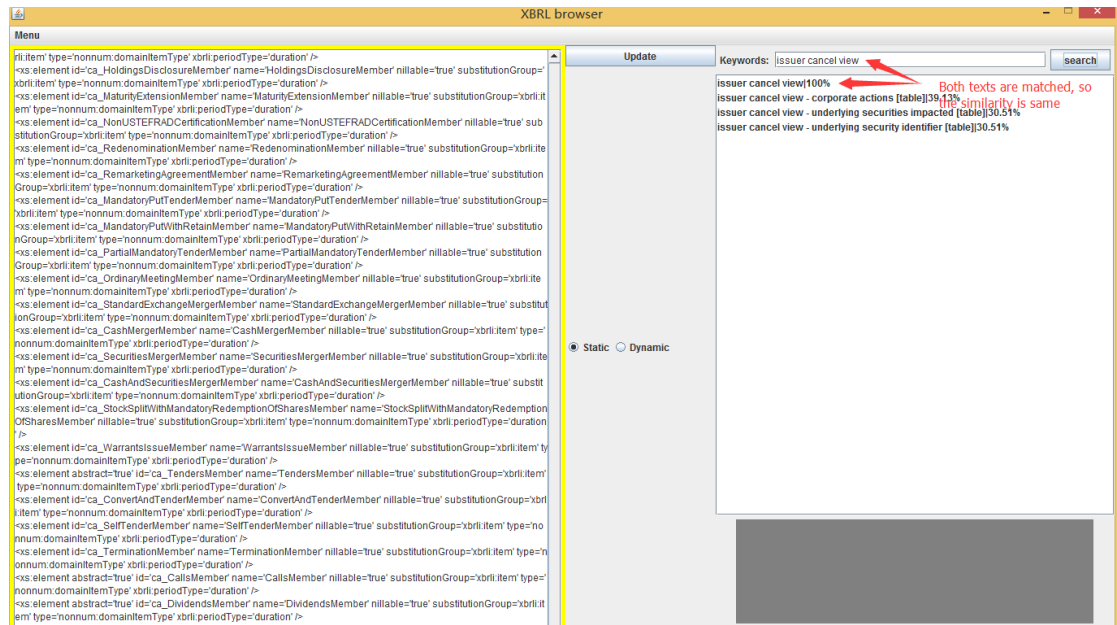 XBRL browser
Menu
rli:item' type='nonnum:domainItemType' xbrli:periodType='duration' />
<xs:element id='ca_HoldingsDisclosureMember' name='HoldingsDisclosureMember' nillable='true' substitutionGroup='
xbrli:item' type='nonnum:domainItemType' xbrli:periodType='duration' />
<xs:element id='ca_MaturityExtensionMember' name='MaturityExtensionMember' nillable='true' substitutionGroup='xbrli:it
em' type='nonnum:domainItemType' xbrli:periodType='duration' />
<xs:element id='ca_NonUSTEFRADCertificationMember' name='NonUSTEFRADCertificationMember' nillable='true' sub
stitutionGroup='xbrli:item' type='nonnum:domainItemType' xbrli:periodType='duration' />
<xs:element id='ca_RedenominationMember' name='RedenominationMember' nillable='true' substitutionGroup='xbrli:ite
m' type='nonnum:domainItemType' xbrli:periodType='duration' />
<xs:element id='ca_RemarketingAgreementMember' name='RemarketingAgreementMember' nillable='true' substitution
Group='xbrli:item' type='nonnum:domainItemType' xbrli:periodType='duration' />
<xs:element id='ca_MandatoryPutTenderMember' name='MandatoryPutTenderMember' nillable='true' substitutionGroup=
'xbrli:item' type='nonnum:domainItemType' xbrli:periodType='duration' />
<xs:element id='ca_MandatoryPutWithRetainMember' name='MandatoryPutWithRetainMember' nillable='true' substitutio
nGroup='xbrli:item' type='nonnum:domainItemType' xbrli:periodType='duration' />
<xs:element id='ca_PartialMandatoryTenderMember' name='PartialMandatoryTenderMember' nillable='true' substitution
Group='xbrli:item' type='nonnum:domainItemType' xbrli:periodType='duration' />
<xs:element id='ca_OrdinaryMeetingMember' name='OrdinaryMeetingMember' nillable='true' substitutionGroup='xbrli:ite
m' type='nonnum:domainItemType' xbrli:periodType='duration' />
<xs:element id='ca_StandardExchangeMergerMember' name='StandardExchangeMergerMember' nillable='true' substitut
ionGroup='xbrli:item' type='nonnum:domainItemType' xbrli:periodType='duration' />
<xs:element id='ca_CashMergerMember' name='CashMergerMember' nillable='true' substitutionGroup='xbrli:item' type='
nonnum:domainItemType' xbrli:periodType='duration' />
<xs:element id='ca_SecuritiesMergerMember' name='SecuritiesMergerMember' nillable='true' substitutionGroup='xbrli:ite
m' type='nonnum:domainItemType' xbrli:periodType='duration' />
<xs:element id='ca_CashAndSecuritiesMergerMember' name='CashAndSecuritiesMergerMember' nillable='true' substit
utionGroup='xbrli:item' type='nonnum:domainItemType' xbrli:periodType='duration' />
<xs:element id='ca_StockSplitWithMandatoryRedemptionOfSharesMember' name='StockSplitWithMandatoryRedemption
OfSharesMember' nillable='true' substitutionGroup='xbrli:item' type='nonnum:domainItemType' xbrli:periodType='duration
' />
<xs:element id='ca_WarrantsIssueMember' name='WarrantsIssueMember' nillable='true' substitutionGroup='xbrli:item' ty
pe='nonnum:domainItemType' xbrli:periodType='duration' />
<xs:element abstract='true' id='ca_TendersMember' name='TendersMember' nillable='true' substitutionGroup='xbrli:item'
type='nonnum:domainItemType' xbrli:periodType='duration' />
<xs:element id='ca_ConvertAndTenderMember' name='ConvertAndTenderMember' nillable='true' substitutionGroup='xbrl
i:item' type='nonnum:domainItemType' xbrli:periodType='duration' />
<xs:element id='ca_SelfTenderMember' name='SelfTenderMember' nillable='true' substitutionGroup='xbrli:item' type='no
nnum:domainItemType' xbrli:periodType='duration' />
<xs:element id='ca_TerminationMember' name='TerminationMember' nillable='true' substitutionGroup='xbrli:item' type='n
onnum:domainItemType' xbrli:periodType='duration' />
<xs:element abstract='true' id='ca_CallsMember' name='CallsMember' nillable='true' substitutionGroup='xbrli:item' type='
nonnum:domainItemType' xbrli:periodType='duration' />
<xs:element abstract='true' id='ca_DividendsMember' name='DividendsMember' nillable='true' substitutionGroup='xbrli:it
em' type='nonnum:domainItemType' xbrli:periodType='duration' />
Update
Static Dynamic
Keywords: issuer cancel view search
issuer cancel view|100%
issuer cancel view - corporate actions [table]|39.13%
issuer cancel view - underlying securities impacted [table]|30.51%
issuer cancel view - underlying security identifier [table]|30.51%
Both texts are matched, so
the similarity is same